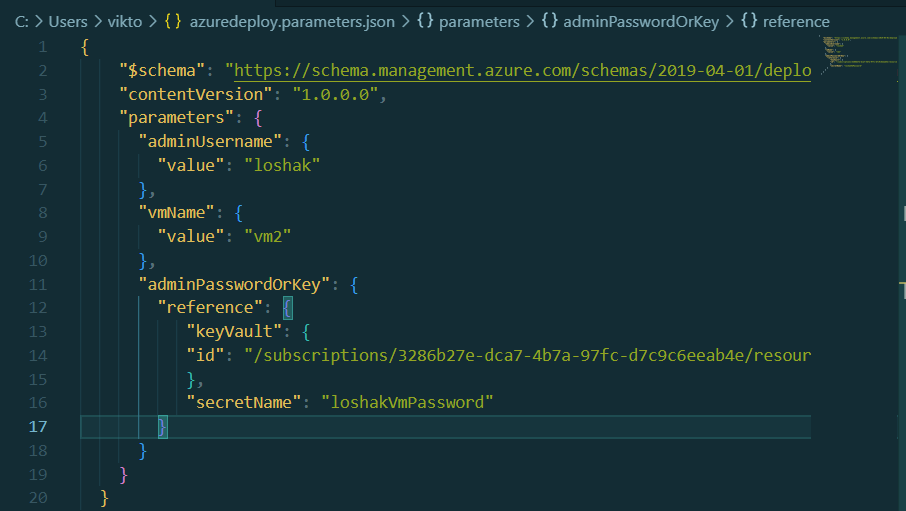 C: > Users > vikto > {} azuredeploy.parameters.json > {} parameters > {} adminPasswordOrKey > {} reference
1 {
2 "$schema": "https://schema.management.azure.com/schemas/2019-04-01/deplo
3 "contentVersion": "1.0.0.0",
4 "parameters": {
5 "adminUsername": {
6 "value": "loshak"
7 },
8 "vmName": {
9 "value": "vm2"
10 },
11 "adminPasswordOrKey": {
12 "reference": {
13 "keyVault": {
14 "id": "/subscriptions/3286b27e-dca7-4b7a-97fc-d7c9c6eeab4e/resour
15 },
16 "secretName": "loshakVmPassword"
17 }
18 }
19 }
20 }